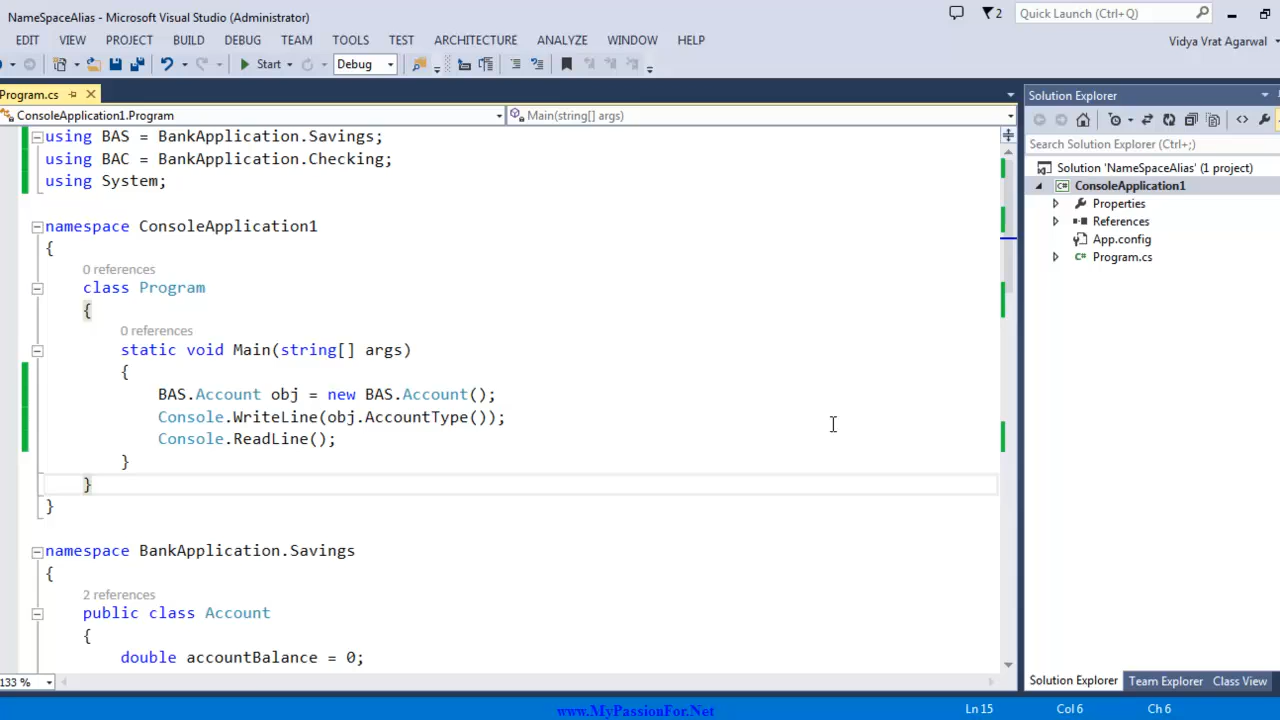 NameSpaceAlias - Microsoft Visual Studio (Administrator)
2
Quick Launch (Ctrl+Q)
EDIT VIEW PROJECT BUILD DEBUG TEAM TOOLS TEST ARCHITECTURE ANALYZE WINDOW HELP
Vidya Vrat Agarwal
Start
Debug
Program.cs
ConsoleApplication1.Program
Main(string[] args)
using BAS = BankApplication.Savings;
using BAC = BankApplication.Checking;
using System;
namespace ConsoleApplication1
{
0 references
class Program
{
0 references
static void Main(string[] args)
{
BAS.Account obj = new BAS.Account();
Console.WriteLine(obj.AccountType());
Console.ReadLine();
}
}
}
namespace BankApplication.Savings
{
2 references
public class Account
{
double accountBalance = 0;
133 %
Solution Explorer
Search Solution Explorer (Ctrl+;)
Solution 'NameSpaceAlias' (1 project)
ConsoleApplication1
Properties
References
App.config
Program.cs
Solution Explorer Team Explorer Class View
www.MyPassionFor.Net
Ln 15 Col 6 Ch 6